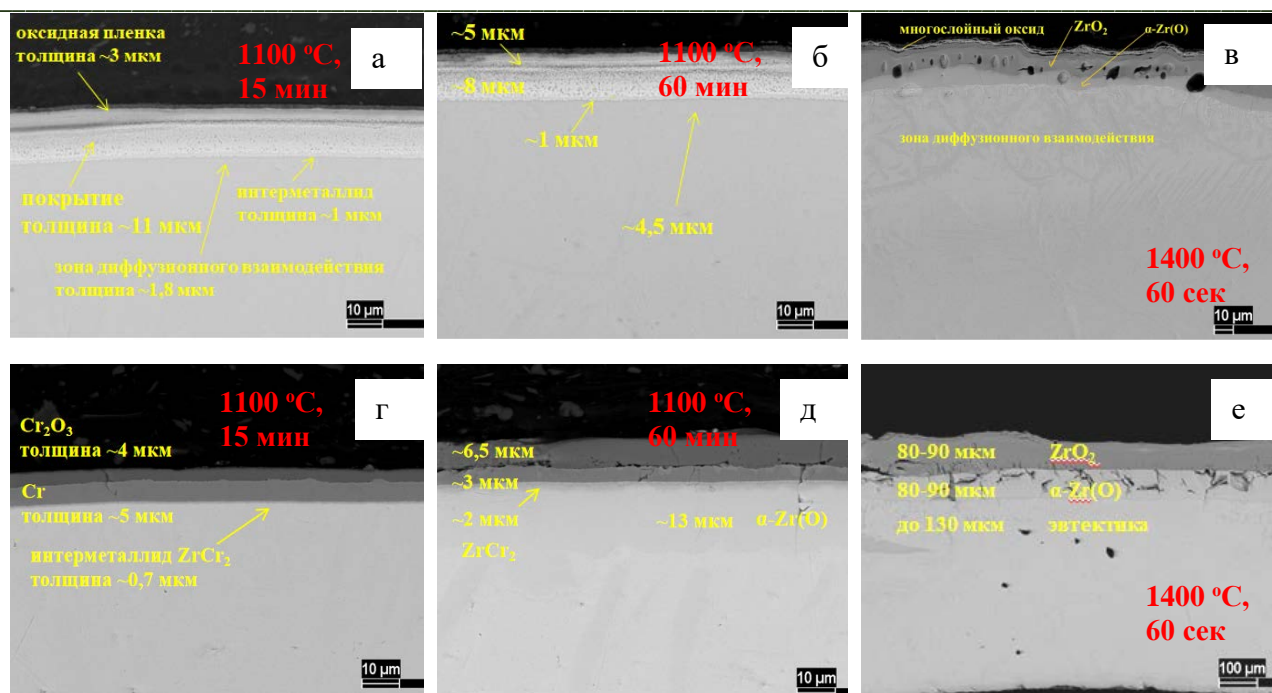 оксидная пленка
толщина ~3 мкм
1100 °С,
15 мин
а
покрытие
толщина ~11 мкм
интерметаллид
толщина ~1 мкм
зона диффузионного взаимодействия
толщина ~1,8 мкм
10 µm
~5 мкм
1100 °С,
60 мин
б
~8 мкм
~1 мкм
~4,5 мкм
10 µm
многослойный оксид
ZrO₂
α-Zr(O)
в
зона диффузионного взаимодействия
1400 °С,
60 сек
10 µm
Cr₂O₃
толщина ~4 мкм
1100 °С,
15 мин
г
Cr
толщина ~5 мкм
интерметаллид ZrCr₂
толщина ~0,7 мкм
10 µm
1100 °С,
60 мин
д
~6,5 мкм
~3 мкм
~2 мкм
~13 мкм α-Zr(O)
ZrCr₂
10 µm
е
80-90 мкм ZrO₂
80-90 мкм α-Zr(O)
до 130 мкм эвтектика
1400 °С,
60 сек
100 µm